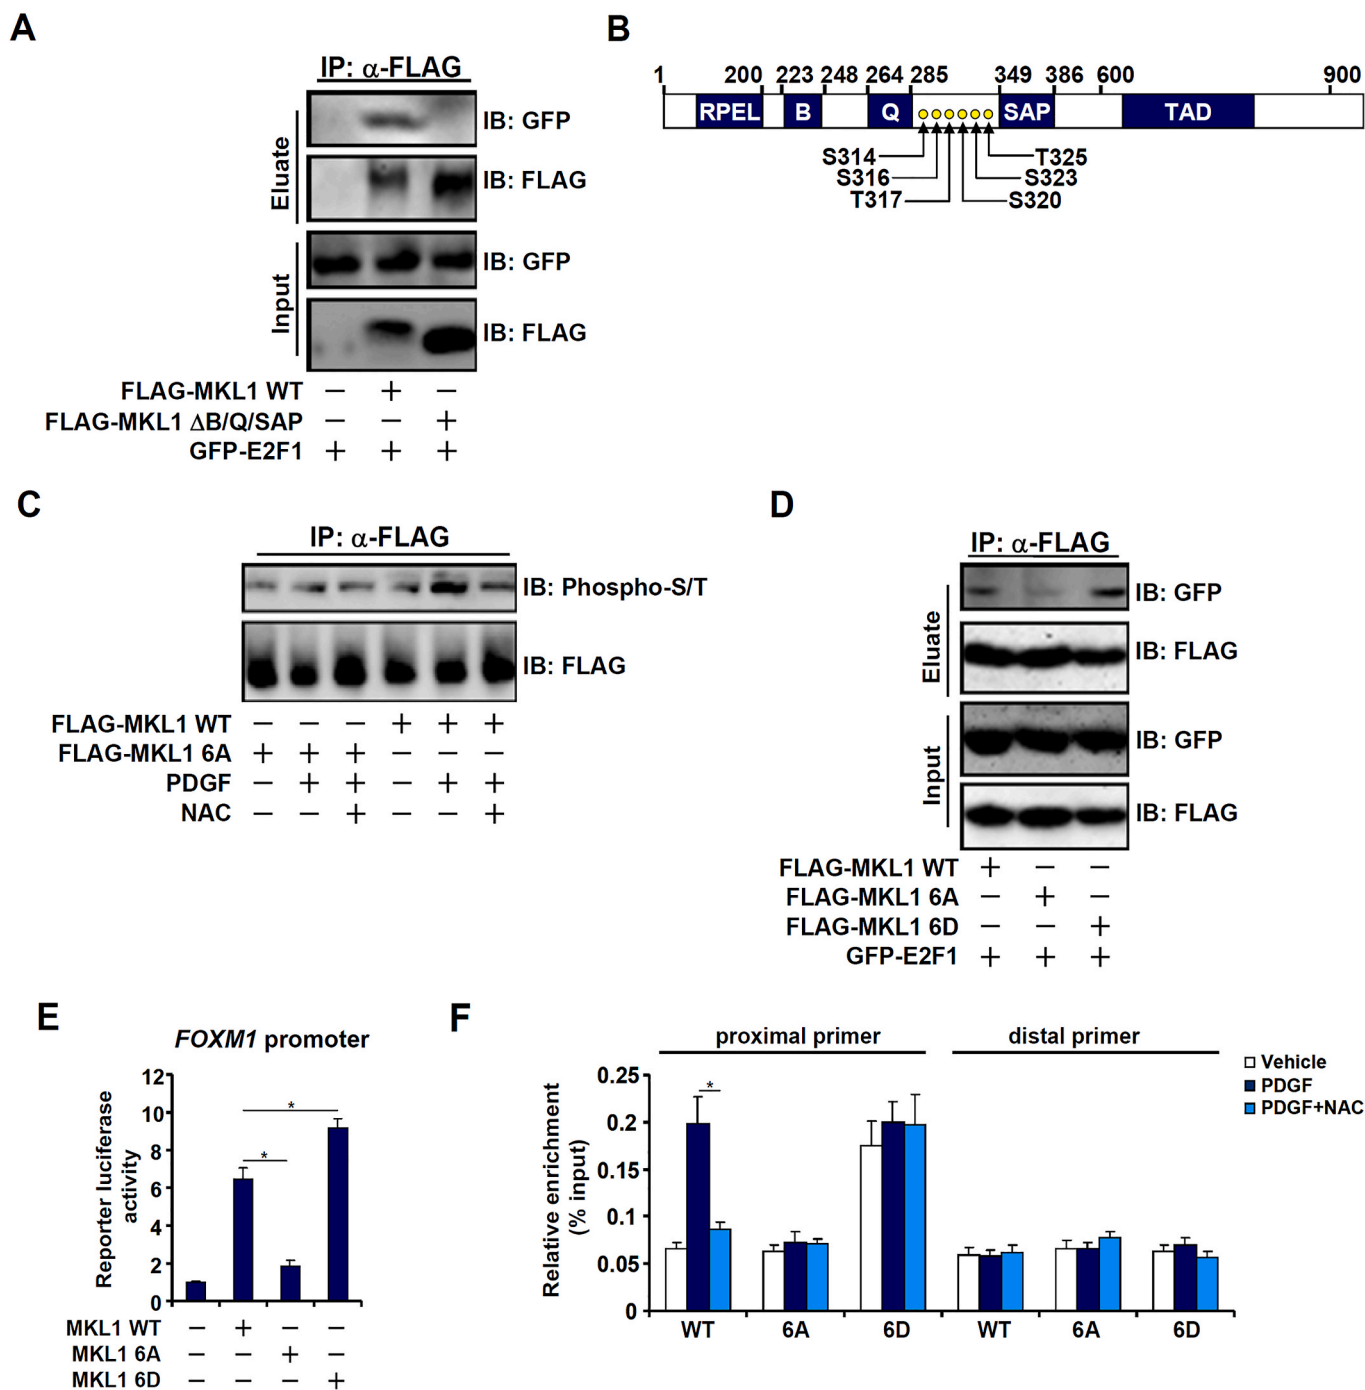 A
IP: α-FLAG
Eluate
IB: GFP
IB: FLAG
Input
IB: GFP
IB: FLAG
FLAG-MKL1 WT − + −
FLAG-MKL1 ΔB/Q/SAP − − +
GFP-E2F1 + + +
B
1 200 223 248 264 285 349 386 600 900
RPEL B Q SAP TAD
S314 T325
S316 S323
T317 S320
C
IP: α-FLAG
IB: Phospho-S/T
IB: FLAG
FLAG-MKL1 WT − − − + + +
FLAG-MKL1 6A + + + − − −
PDGF − + + − + +
NAC − − + − − +
D
IP: α-FLAG
Eluate
IB: GFP
IB: FLAG
Input
IB: GFP
IB: FLAG
FLAG-MKL1 WT + − −
FLAG-MKL1 6A − + −
FLAG-MKL1 6D − − +
GFP-E2F1 + + +
E
FOXM1 promoter
Reporter luciferase
activity
12
10
8
6
4
2
0
*
*
MKL1 WT − + − −
MKL1 6A − − + −
MKL1 6D − − − +
F
proximal primer distal primer
Vehicle
PDGF
PDGF+NAC
Relative enrichment
(% input)
0.25
0.2
0.15
0.1
0.05
0
*
WT 6A 6D WT 6A 6D